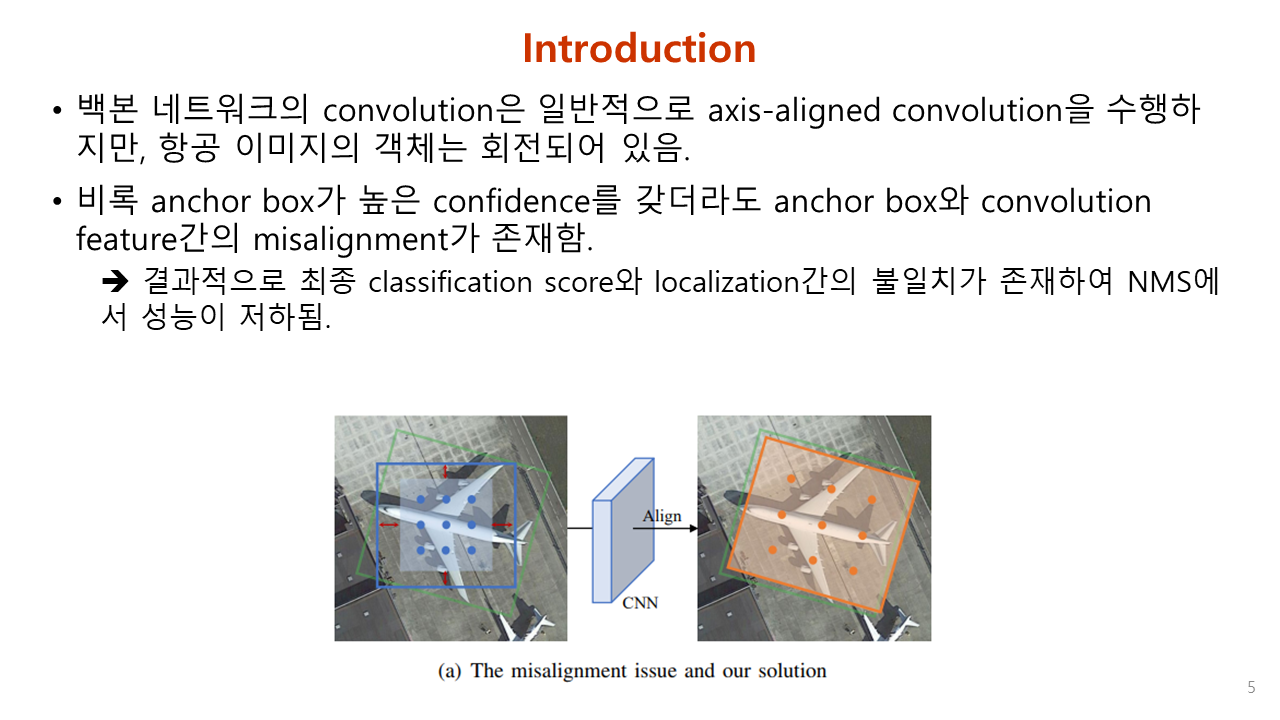 Introduction
• 백본 네트워크의 convolution은 일반적으로 axis-aligned convolution을 수행하
지만, 항공 이미지의 객체는 회전되어 있음.
• 비록 anchor box가 높은 confidence를 갖더라도 anchor box와 convolution
feature간의 misalignment가 존재함.
➔ 결과적으로 최종 classification score와 localization간의 불일치가 존재하여 NMS에
서 성능이 저하됨.
Align
CNN
(a) The misalignment issue and our solution
5